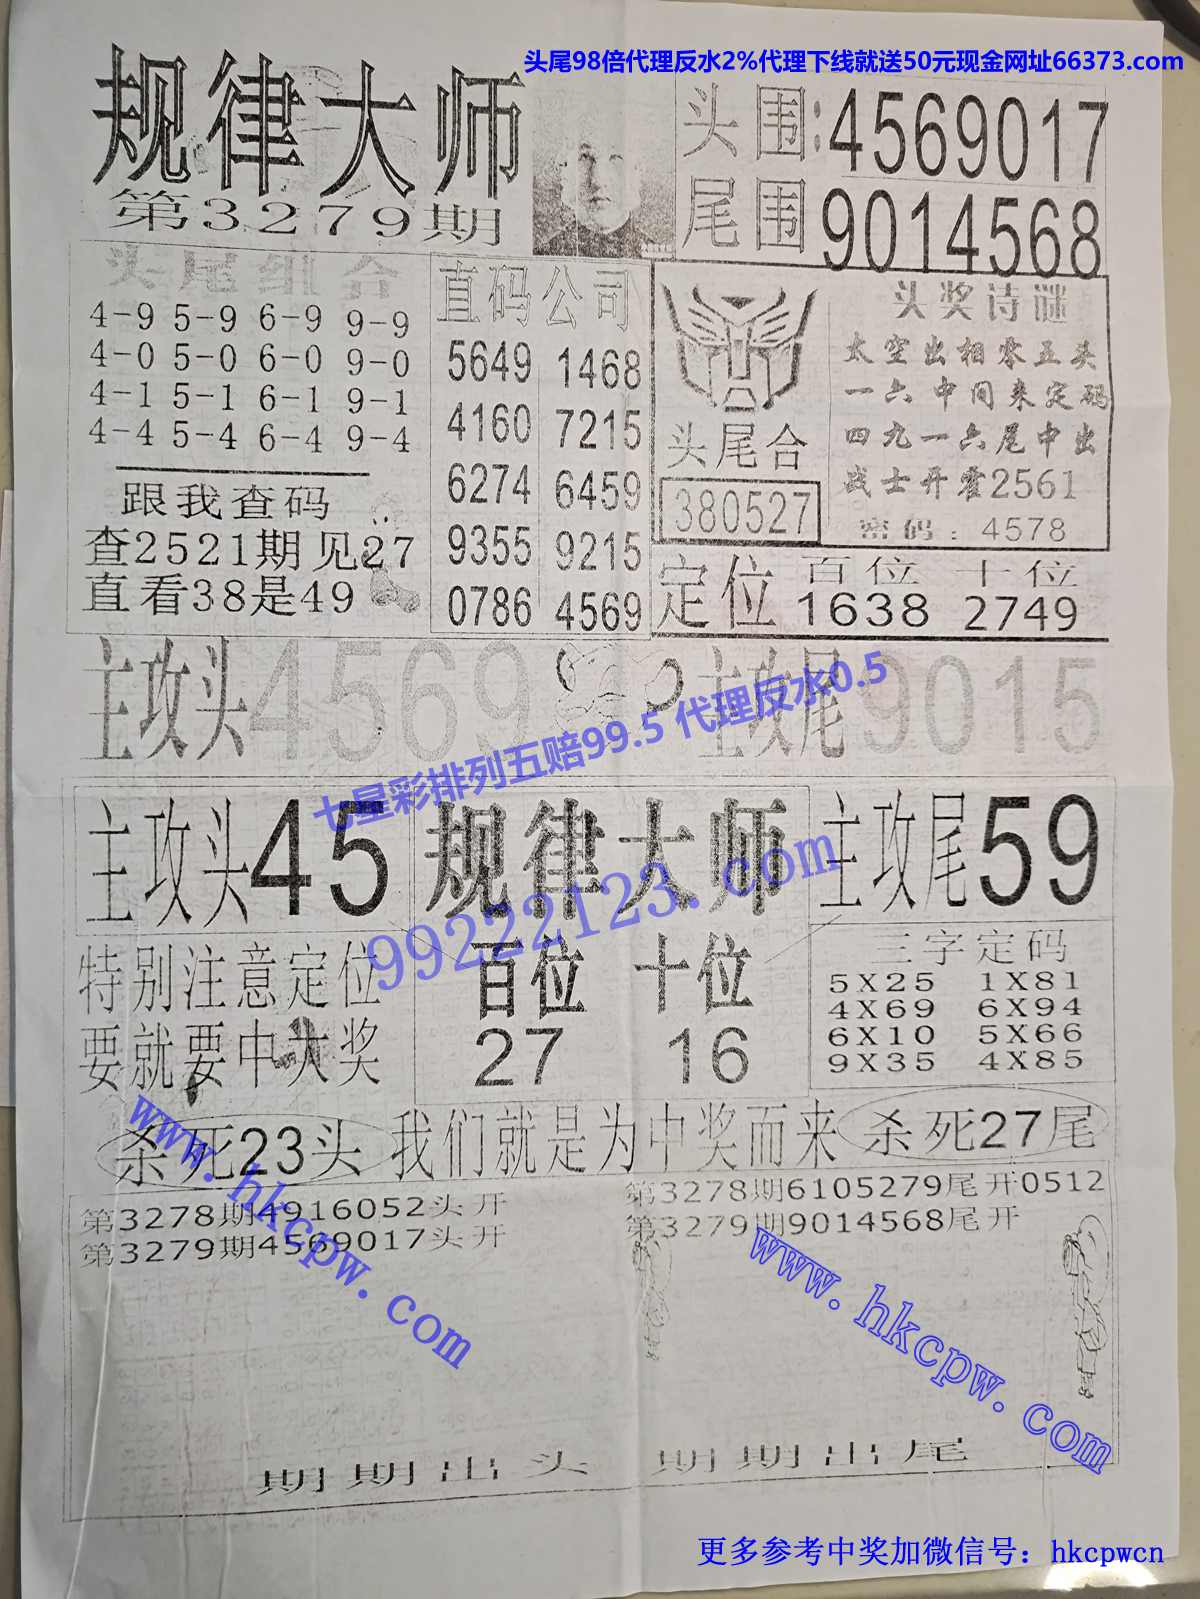 头尾98倍代理反水2%代理下线就送50元现金网址66373.com
规律大师
第3279期
头围:4569017
尾围9014568
头尾组合
4-9 5-9 6-9 9-9
4-0 5-0 6-0 9-0
4-1 5-1 6-1 9-1
4-4 5-4 6-4 9-4
跟我查码
查2521期见27
直看38是49
直码公司
5649 1468
4160 7215
6274 6459
9355 9215
0786 4569
头尾合
380527
头奖诗谜
太空出相零五头
一六中间来定码
四九一六尾中出
战士开霍2561
密码：4578
定位 百位 十位
1638 2749
主攻头4569
主攻尾9015
七星彩排列五赔99.5 代理反水0.5
主攻头45
规律大师
主攻尾59
99222123.com
特别注意定位
要就要中大奖
百位 十位
27 16
三字定码
5X25 1X81
4X69 6X94
6X10 5X66
9X35 4X85
杀死23头
我们就是为中奖而来
杀死27尾
第3278期4916052头开
第3279期4569017头开
第3278期6105279尾开0512
第3279期9014568尾开
www.hkcpw.com
www.hkcpw.com
期期出头 期期出尾
更多参考中奖加微信号：hkcpwcn